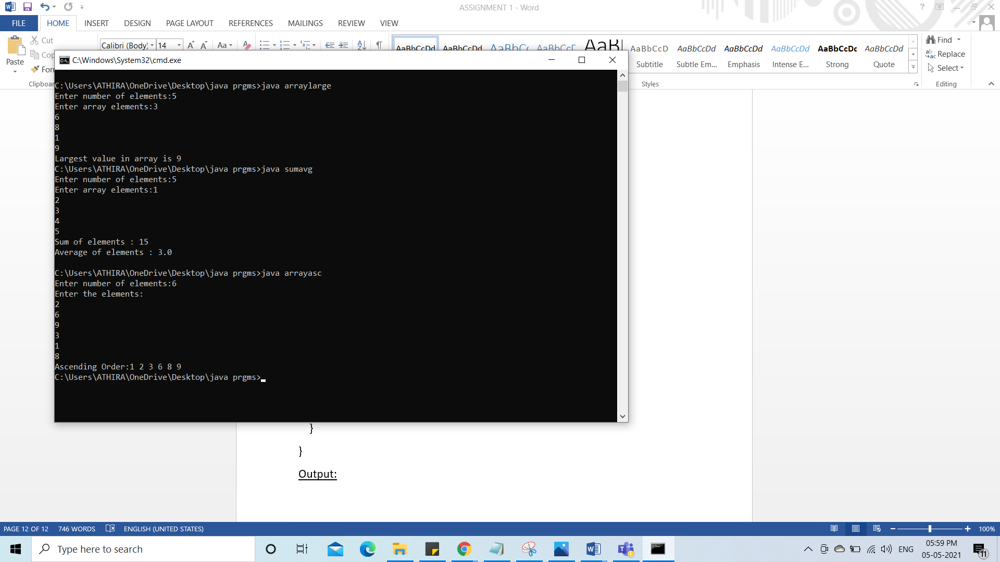 ASSIGNMENT 1 - Word
FILE HOME INSERT DESIGN PAGE LAYOUT REFERENCES MAILINGS REVIEW VIEW
Cut
Calibri (Body) 14 Aa
Find
AaBbCcD AaBbCcDd AaBbCcDd AaBbCcDd AaBbCcDc AaBbCcDd
Paste
Replace
Subtitle Subtle Em... Emphasis Intense E... Strong Quote
Select
Styles Editing
C:\Windows\System32\cmd.exe
C:\Users\ATHIRA\OneDrive\Desktop\java prgms>java arraylarge
Enter number of elements:5
Enter array elements:3
6
8
1
9
Largest value in array is 9
C:\Users\ATHIRA\OneDrive\Desktop\java prgms>java sumavg
Enter number of elements:5
Enter array elements:1
2
3
4
5
Sum of elements : 15
Average of elements : 3.0
C:\Users\ATHIRA\OneDrive\Desktop\java prgms>java arrayasc
Enter number of elements:6
Enter the elements:
2
6
9
3
1
8
Ascending Order:1 2 3 6 8 9
C:\Users\ATHIRA\OneDrive\Desktop\java prgms>
}
}
Output:
PAGE 12 OF 12 746 WORDS ENGLISH (UNITED STATES) 100%
Type here to search
ENG
05:59 PM
05-05-2021
11